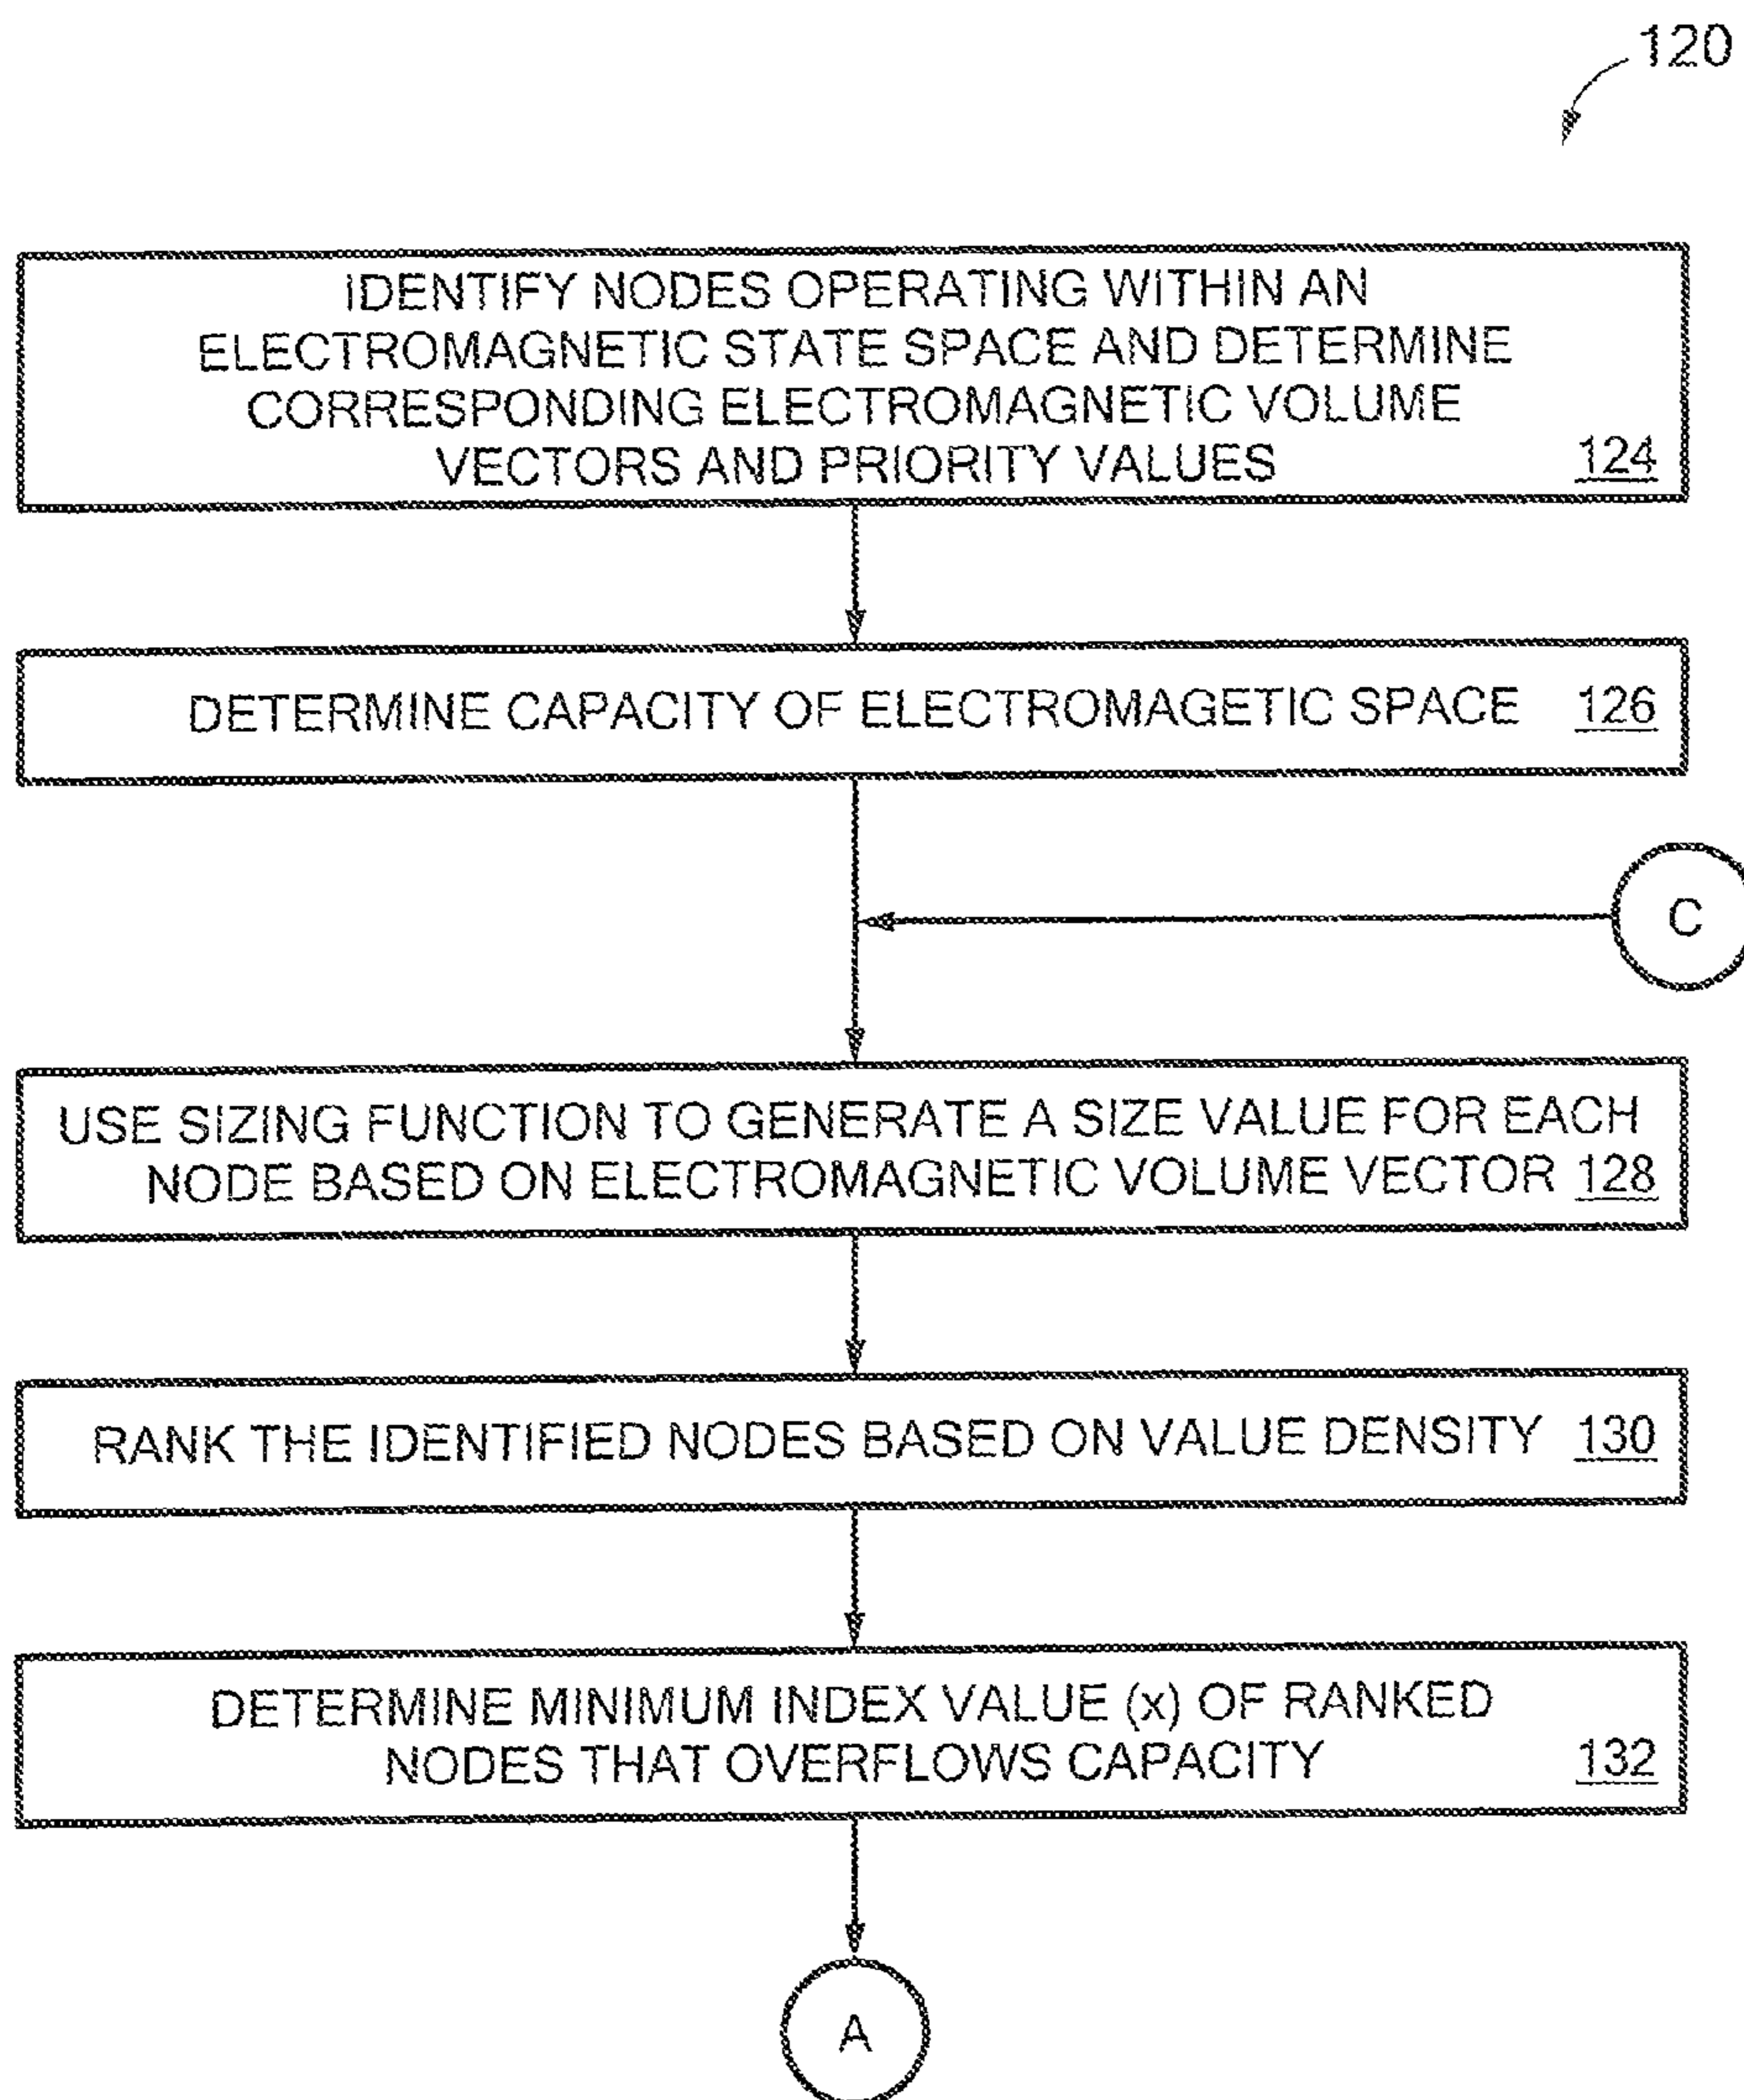 120
IDENTIFY NODES OPERATING WITHIN AN
ELECTROMAGNETIC STATE SPACE AND DETERMINE
CORRESPONDING ELECTROMAGNETIC VOLUME
VECTORS AND PRIORITY VALUES 124
DETERMINE CAPACITY OF ELECTROMAGETIC SPACE 126
C
USE SIZING FUNCTION TO GENERATE A SIZE VALUE FOR EACH
NODE BASED ON ELECTROMAGNETIC VOLUME VECTOR 128
RANK THE IDENTIFIED NODES BASED ON VALUE DENSITY 130
DETERMINE MINIMUM INDEX VALUE (x) OF RANKED
NODES THAT OVERFLOWS CAPACITY 132
A